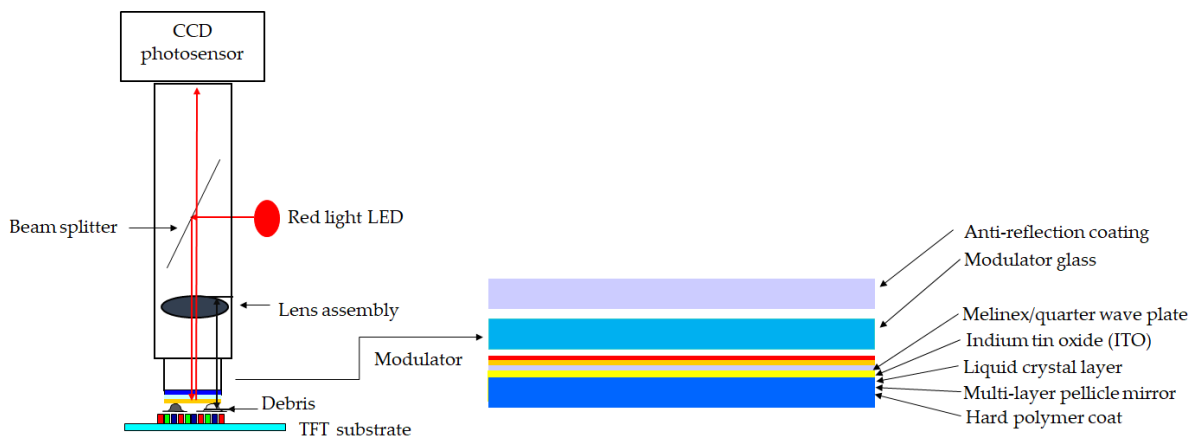 CCD
photosensor
Beam splitter
Red light LED
Lens assembly
Modulator
Debris
TFT substrate
Anti-reflection coating
Modulator glass
Melinex/quarter wave plate
Indium tin oxide (ITO)
Liquid crystal layer
Multi-layer pellicle mirror
Hard polymer coat